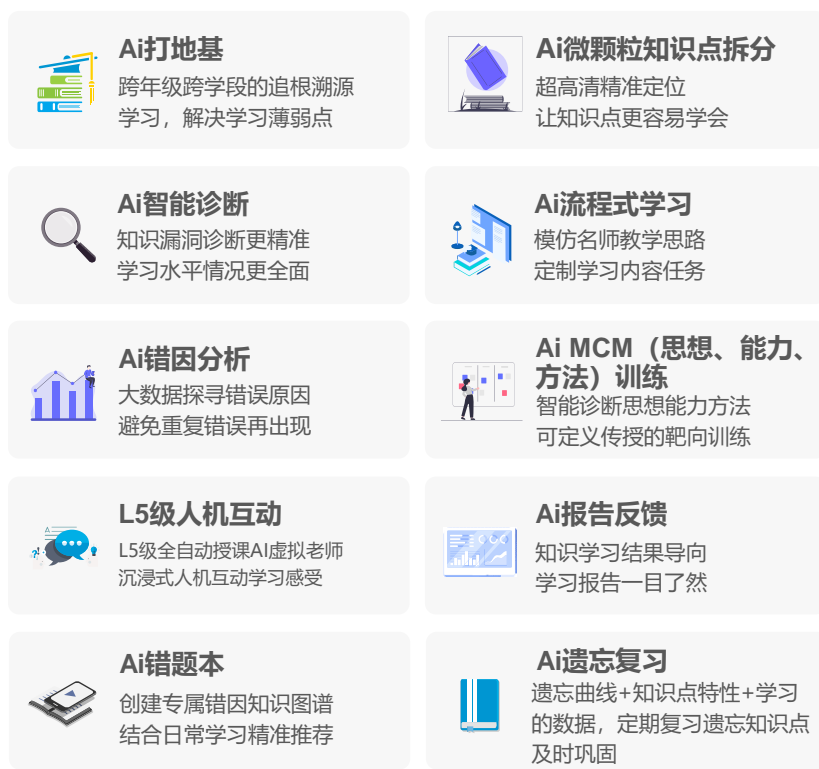 Ai打地基
跨年级跨学段的追根溯源
学习，解决学习薄弱点
Ai微颗粒知识点拆分
超高清精准定位
让知识点更容易学会
Ai智能诊断
知识漏洞诊断更精准
学习水平情况更全面
Ai流程式学习
模仿名师教学思路
定制学习内容任务
Ai错因分析
大数据探寻错误原因
避免重复错误再出现
Ai MCM（思想、能力、
方法）训练
智能诊断思想能力方法
可定义传授的靶向训练
L5级人机互动
L5级全自动授课AI虚拟老师
沉浸式人机互动学习感受
Ai报告反馈
知识学习结果导向
学习报告一目了然
Ai错题本
创建专属错因知识图谱
结合日常学习精准推荐
Ai遗忘复习
遗忘曲线+知识点特性+学习
的数据，定期复习遗忘知识点
及时巩固